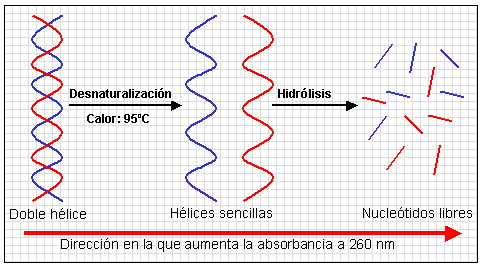 Desnaturalización
Calor: 95ºC
Hidrólisis
Doble hélice
Hélices sencillas
Nucleótidos libres
Dirección en la que aumenta la absorbancia a 260 nm